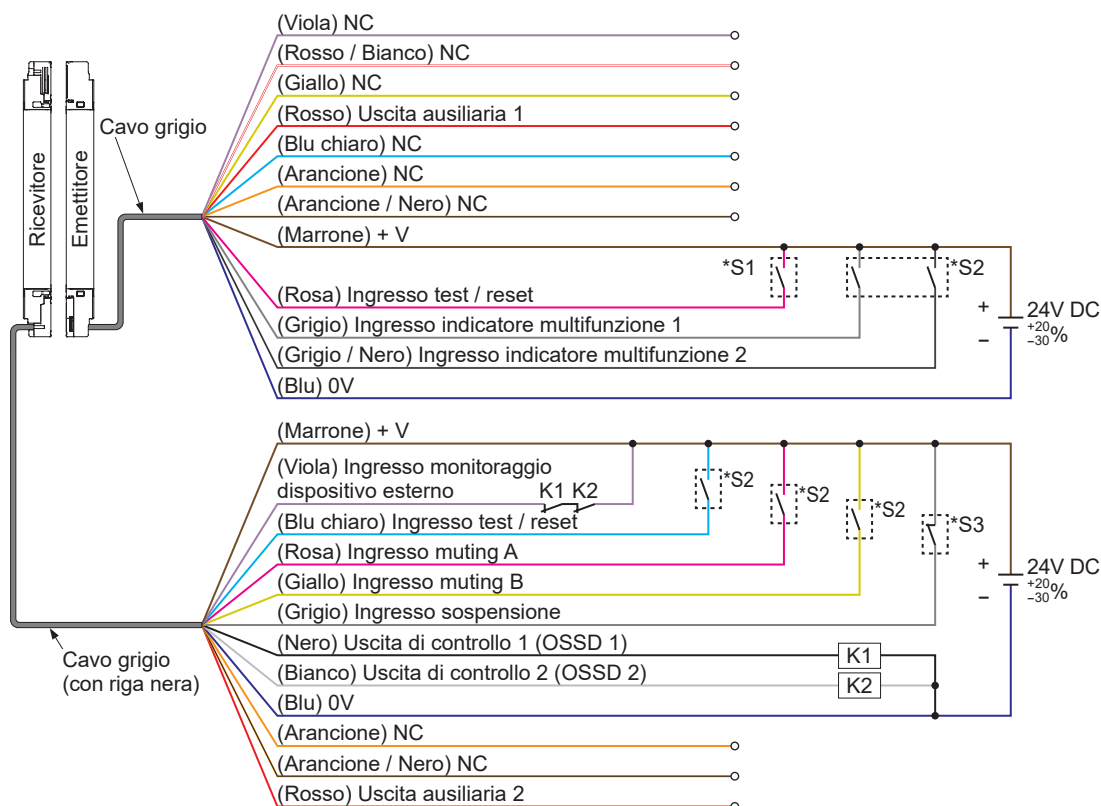 (Viola) NC
(Rosso / Bianco) NC
(Giallo) NC
(Rosso) Uscita ausiliaria 1
(Blu chiaro) NC
(Arancione) NC
(Arancione / Nero) NC
(Marrone) + V
Cavo grigio
Ricevitore
Emettitore
*S1
*S2
(Rosa) Ingresso test / reset
(Grigio) Ingresso indicatore multifunzione 1
(Grigio / Nero) Ingresso indicatore multifunzione 2
(Blu) 0V
+
24V DC
+20
–30%
–
(Marrone) + V
(Viola) Ingresso monitoraggio
dispositivo esterno
K1 K2
(Blu chiaro) Ingresso test / reset
(Rosa) Ingresso muting A
(Giallo) Ingresso muting B
(Grigio) Ingresso sospensione
*S2
*S2
*S2
*S3
+
24V DC
+20
–30%
–
(Nero) Uscita di controllo 1 (OSSD 1)
K1
(Bianco) Uscita di controllo 2 (OSSD 2)
K2
(Blu) 0V
Cavo grigio
(con riga nera)
(Arancione) NC
(Arancione / Nero) NC
(Rosso) Uscita ausiliaria 2